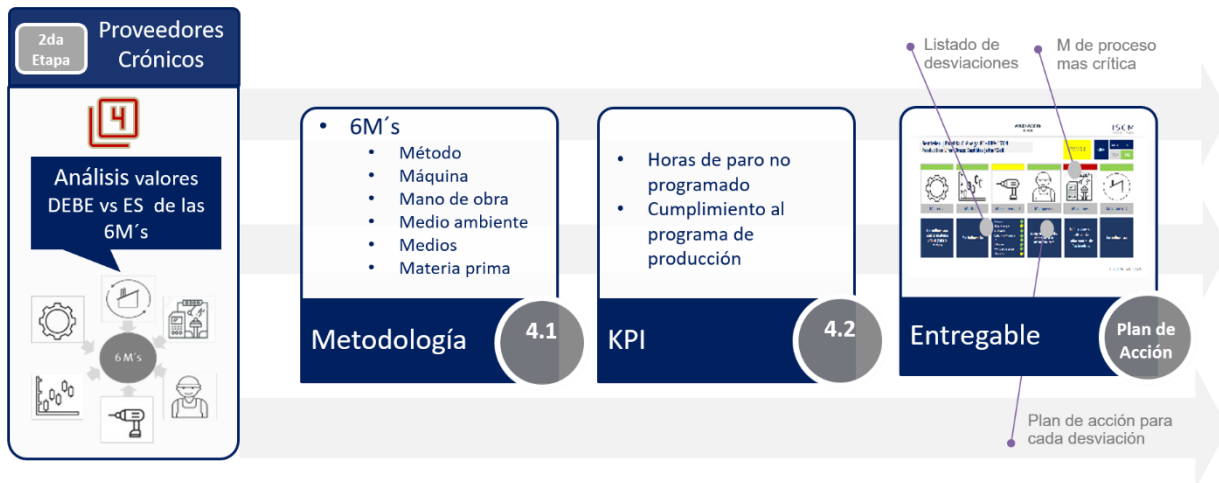 2da
Etapa
Proveedores
Crónicos
4
Análisis valores
DEBE vs ES de las
6M´s
6 M´s
• 6M´s
• Método
• Máquina
• Mano de obra
• Medio ambiente
• Medios
• Materia prima
Metodología
4.1
• Horas de paro no
programado
• Cumplimiento al
programa de
producción
KPI
4.2
Listado de
desviaciones
M de proceso
mas crítica
ISCM
Entregable
Plan de
Acción
Plan de acción para
cada desviación